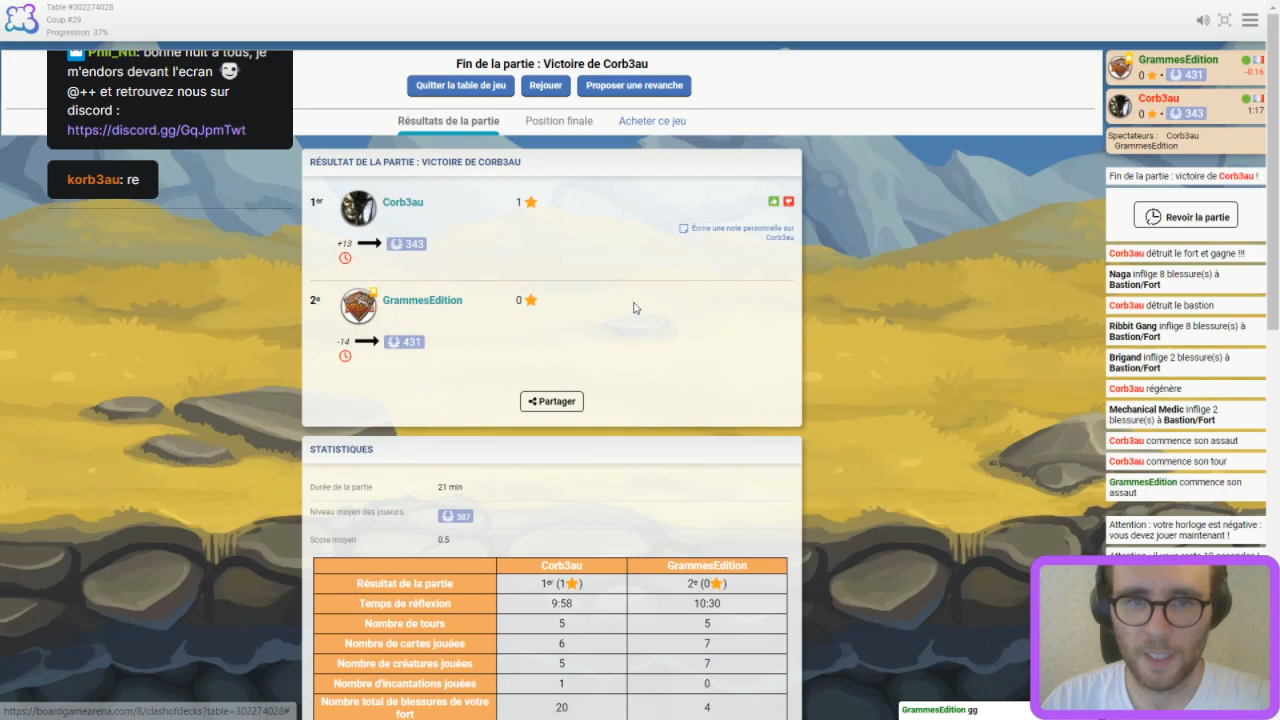 Table #302274028
Coup #29
Progression 37%
Phil_Ntl: bonne nuit à tous, je
m'endors devant l'ecran
@++ et retrouvez nous sur
discord :
https://discord.gg/GqJpmTwt
korb3au: re
Fin de la partie : Victoire de Corb3au
Quitter la table de jeu
Rejouer
Proposer une revanche
Résultats de la partie
Position finale
Acheter ce jeu
RÉSULTAT DE LA PARTIE : VICTOIRE DE CORB3AU
1er
Corb3au
1
Écrire une note personnelle sur
Corb3au
+13
343
2e
GrammesEdition
0
-14
431
Partager
STATISTIQUES
Durée de la partie
21 min
Niveau moyen des joueurs
387
Score moyen
0.5
Corb3au GrammesEdition
Résultat de la partie 1er (1) 2e (0)
Temps de réflexion 9:58 10:30
Nombre de tours 5 5
Nombre de cartes jouées 6 7
Nombre de créatures jouées 5 7
Nombre d'incantations jouées 1 0
Nombre total de blessures de votre
fort 20 4
https://boardgamearena.com/8/clashofdecks?table=302274028#
GrammesEdition
0 • 431
-0:16
Corb3au
0 • 343
1:17
Spectateurs : Corb3au
GrammesEdition
Fin de la partie : victoire de Corb3au !
Revoir la partie
Corb3au détruit le fort et gagne !!!
Naga inflige 8 blessure(s) à
Bastion/Fort
Corb3au détruit le bastion
Ribbit Gang inflige 8 blessure(s) à
Bastion/Fort
Brigand inflige 2 blessure(s) à
Bastion/Fort
Corb3au régénère
Mechanical Medic inflige 2
blessure(s) à Bastion/Fort
Corb3au commence son assaut
Corb3au commence son tour
GrammesEdition commence son
assaut
Attention : votre horloge est négative :
vous devez jouer maintenant !
GrammesEdition gg